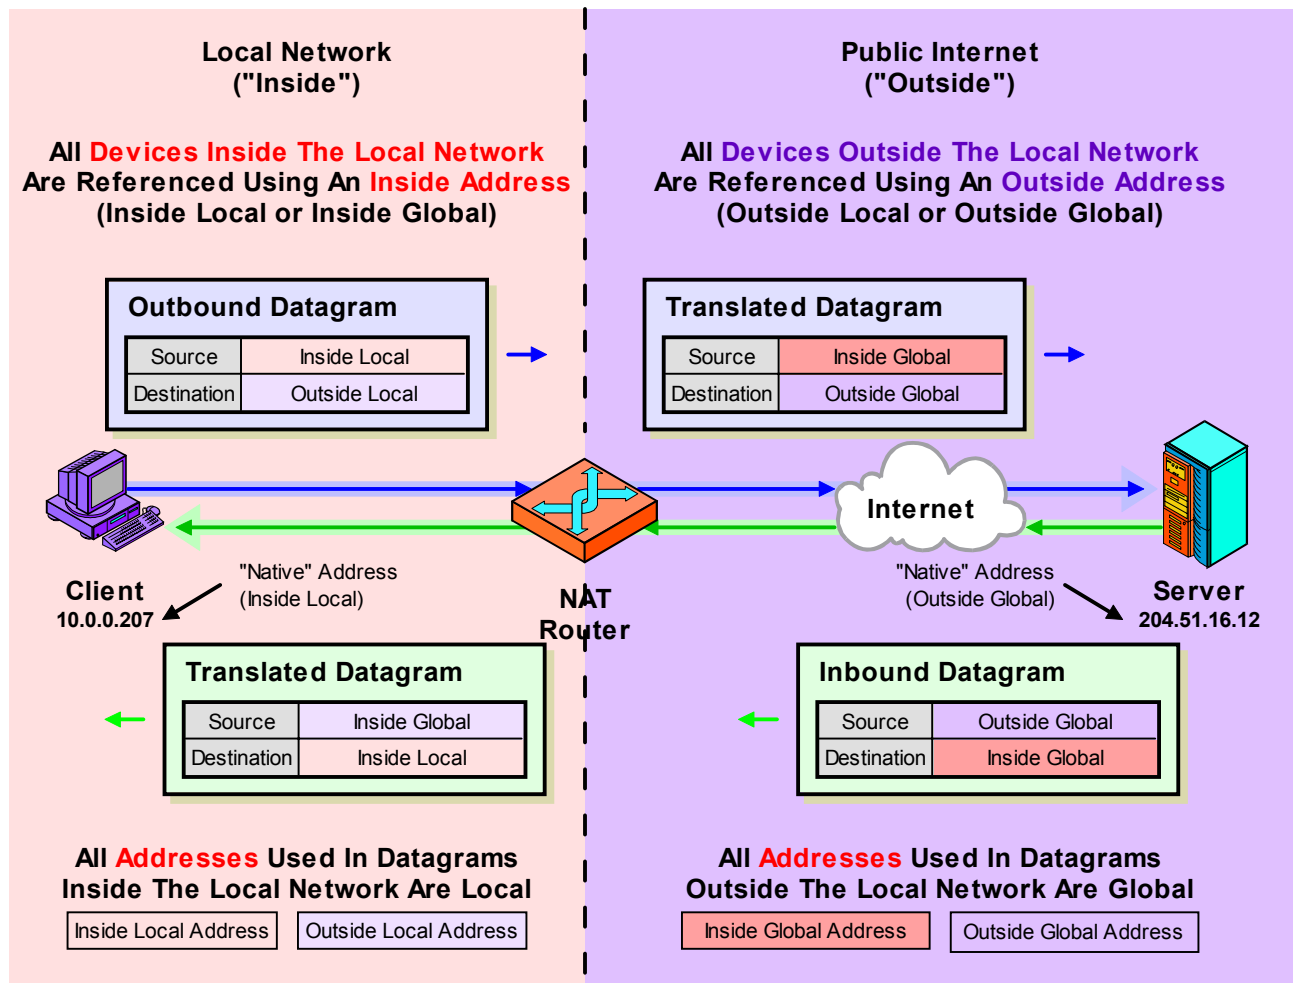 Local Network
("Inside")
Public Internet
("Outside")
All Devices Inside The Local Network
Are Referenced Using An Inside Address
(Inside Local or Inside Global)
All Devices Outside The Local Network
Are Referenced Using An Outside Address
(Outside Local or Outside Global)
Outbound Datagram
Source Inside Local
Destination Outside Local
Translated Datagram
Source Inside Global
Destination Outside Global
Internet
"Native" Address
(Inside Local)
Client
10.0.0.207
NAT
Router
"Native" Address
(Outside Global)
Server
204.51.16.12
Translated Datagram
Source Inside Global
Destination Inside Local
Inbound Datagram
Source Outside Global
Destination Inside Global
All Addresses Used In Datagrams
Inside The Local Network Are Local
Inside Local Address
Outside Local Address
All Addresses Used In Datagrams
Outside The Local Network Are Global
Inside Global Address
Outside Global Address